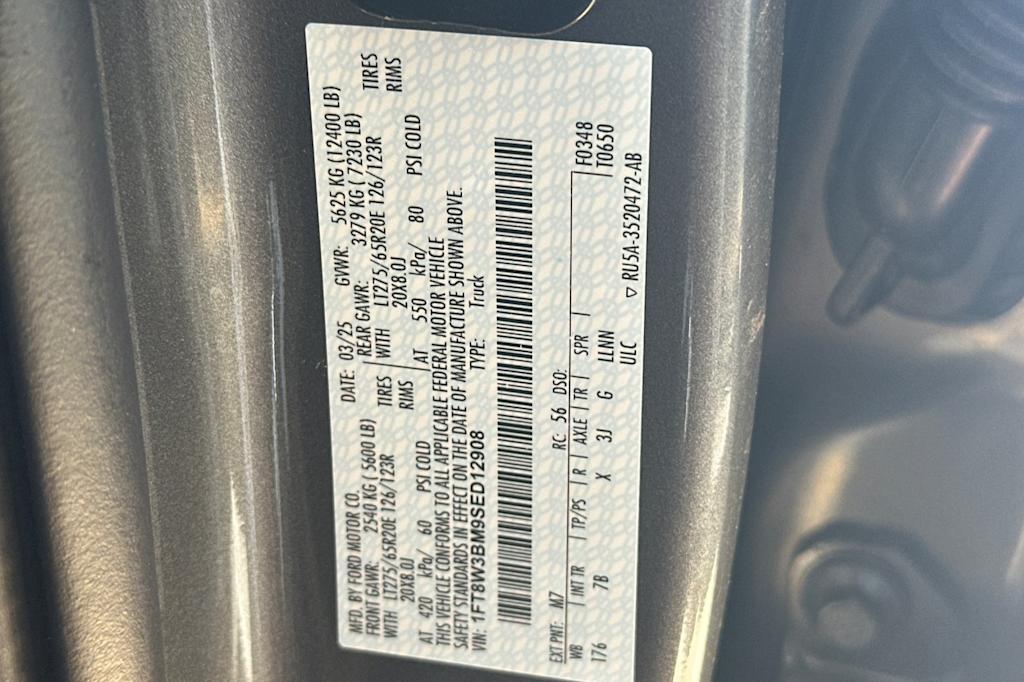 MFD. BY FORD MOTOR CO. DATE: 03/25 GVWR: 5625 KG (12400 LB)
FRONT GAWR: 2540 KG ( 5600 LB) REAR GAWR: 3279 KG ( 7230 LB)
WITH LT275/65R20E 126/123R TIRES WITH LT275/65R20E 126/123R TIRES
20X8.0J RIMS 20X8.0J RIMS
AT 420 kPa/ 60 PSI COLD AT 550 kPa/ 80 PSI COLD
THIS VEHICLE CONFORMS TO ALL APPLICABLE FEDERAL MOTOR VEHICLE
SAFETY STANDARDS IN EFFECT ON THE DATE OF MANUFACTURE SHOWN ABOVE.
VIN: 1FT8W3BM9SED12908 TYPE: Truck
EXT PNT: M7 RC: 56 DSO: F0348
WB INT TR TP/PS R AXLE TR SPR T0650
176 7B X 3J G LLNN
ULC ▽ RU5A-3520472-AB